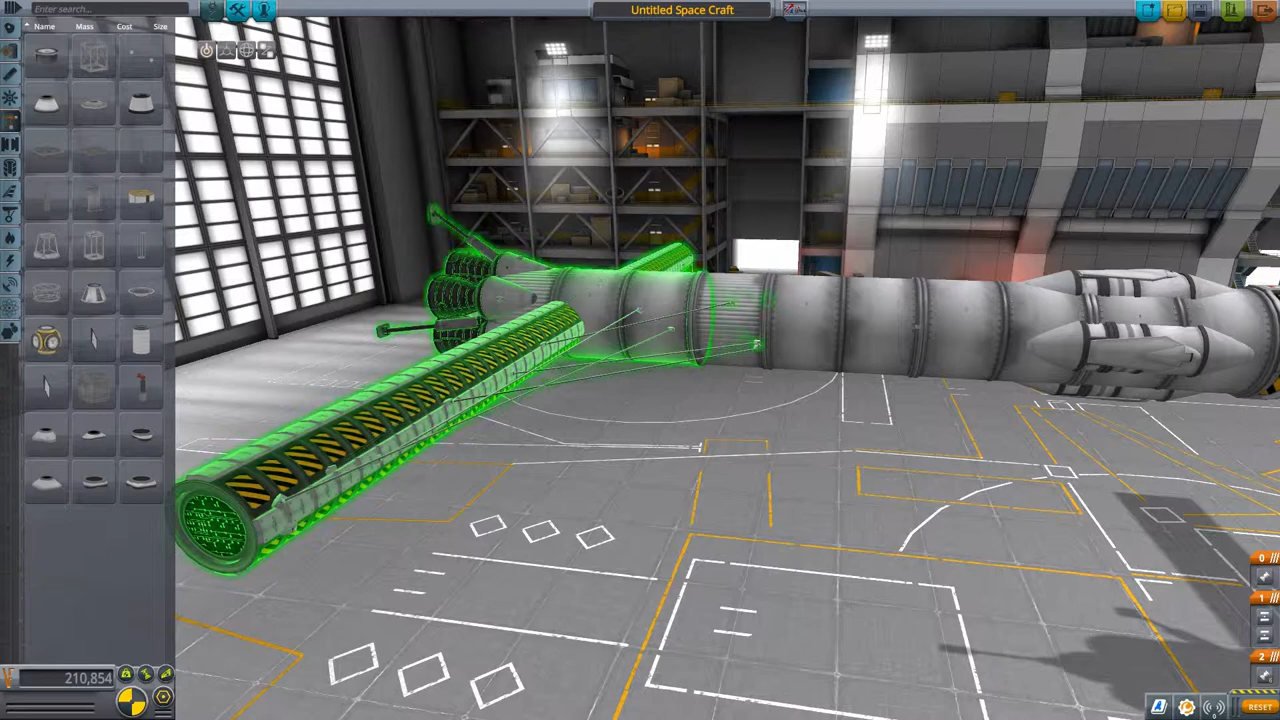 Enter search...
Untitled Space Craft
Name Mass Cost Size
0
1
2
210,854
RESET